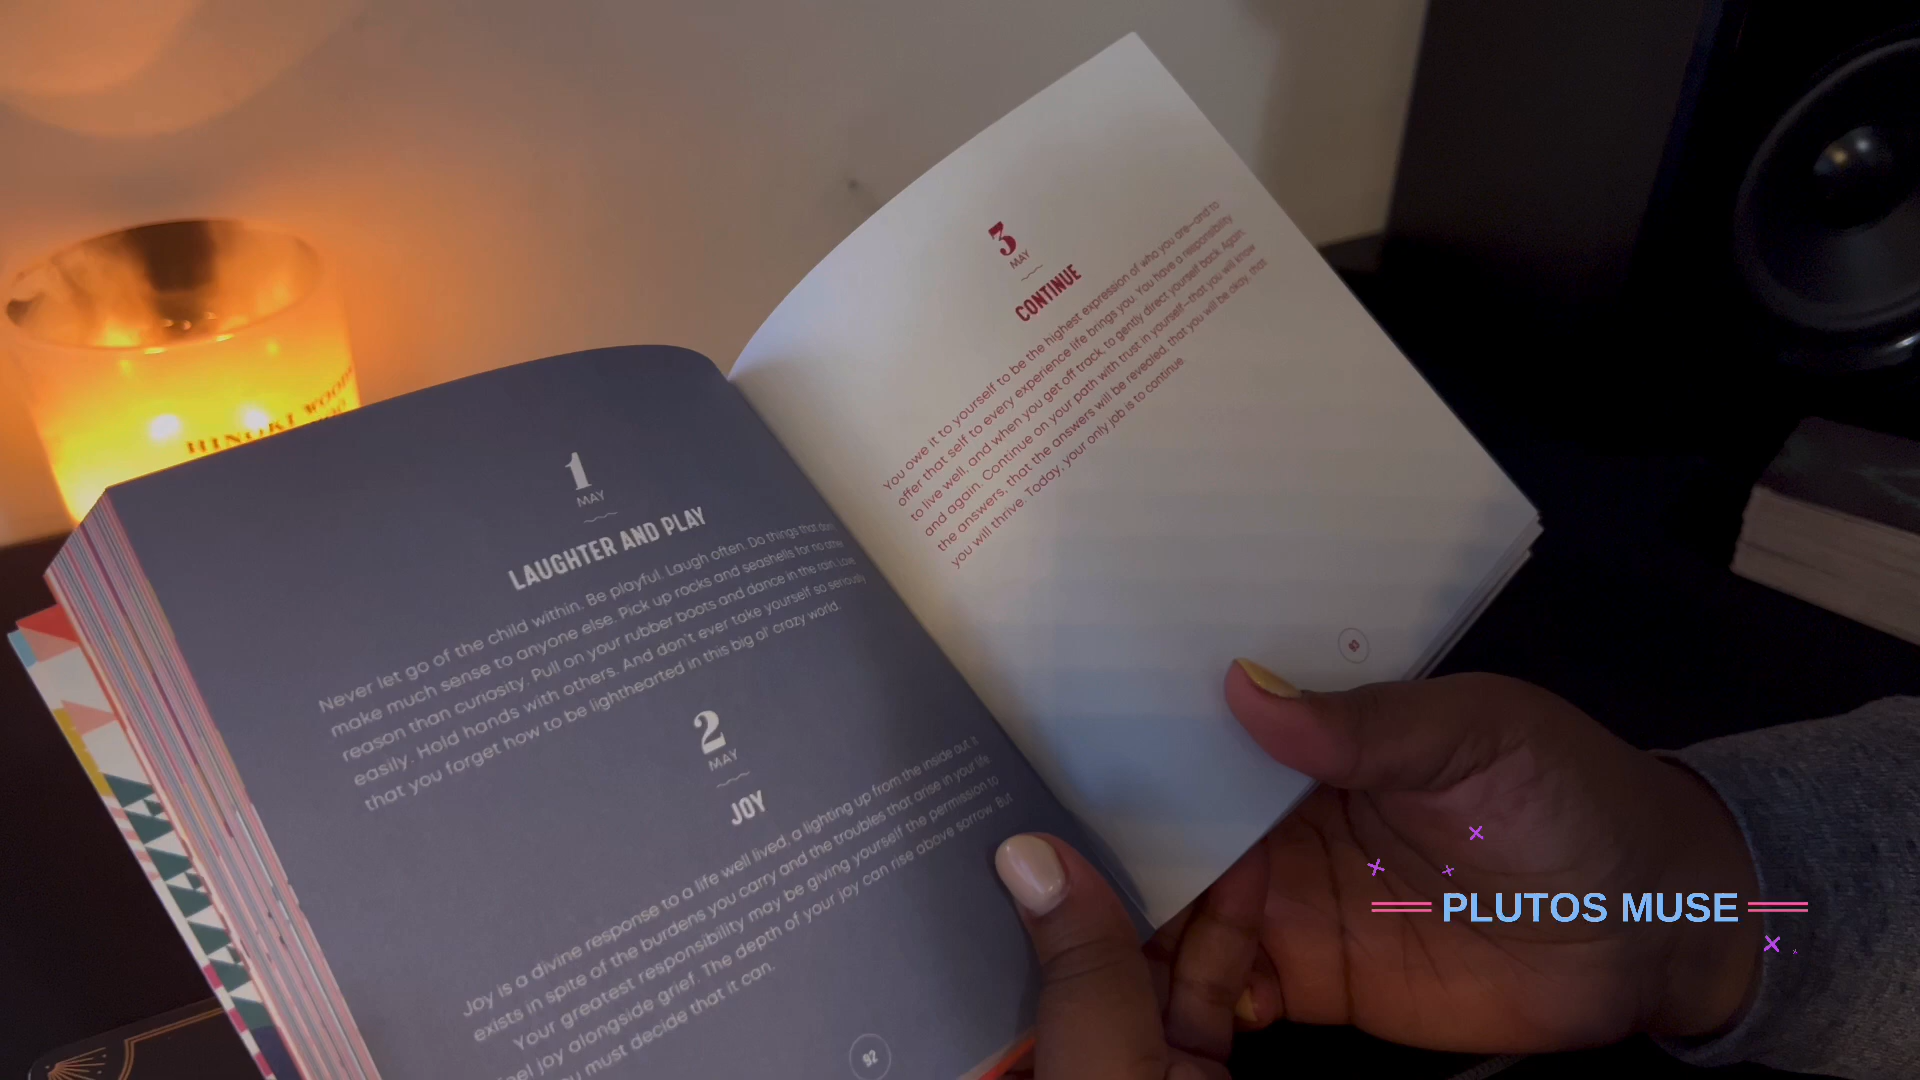 HINOKI WOODS
1
MAY
LAUGHTER AND PLAY
Never let go of the child within. Be playful. Laugh often. Do things that don't
make much sense to anyone else. Pick up rocks and seashells for no other
reason than curiosity. Pull on your rubber boots and dance in the rain. Love
easily. Hold hands with others. And don't ever take yourself so seriously
that you forget how to be lighthearted in this big ol' crazy world.
2
MAY
JOY
Joy is a divine response to a life well lived, a lighting up from the inside out. It
exists in spite of the burdens you carry and the troubles that arise in your life.
Your greatest responsibility may be giving yourself the permission to
feel joy alongside grief. The depth of your joy can rise above sorrow. But
you must decide that it can.
92
3
MAY
CONTINUE
You owe it to yourself to be the highest expression of who you are—and to
offer that self to every experience life brings you. You have a responsibility
to live well, and when you get off track, to gently direct yourself back. Again,
and again. Continue on your path with trust in yourself—that you will know
the answers, that the answers will be revealed, that you will be okay, that
you will thrive. Today, your only job is to continue.
93
PLUTOS MUSE